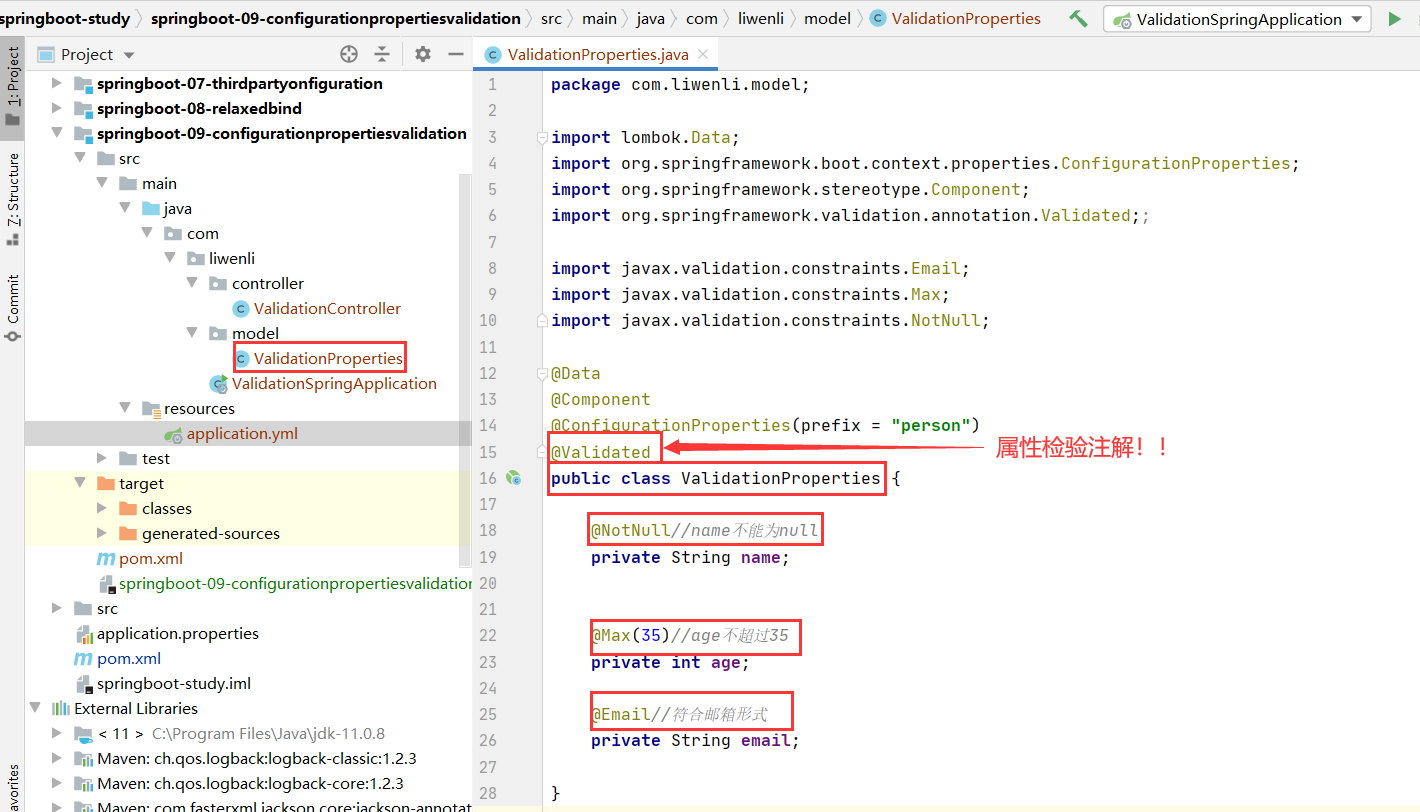 springboot-study springboot-09-configurationpropertiesvalidation src main java com liwenli model ValidationProperties ValidationSpringApplication
Project
ValidationProperties.java
1: Project
Z: Structure
Commit
avorites
springboot-07-thirdpartyonfiguration
springboot-08-relaxedbind
springboot-09-configurationpropertiesvalidation
src
main
java
com
liwenli
controller
ValidationController
model
ValidationProperties
ValidationSpringApplication
resources
application.yml
test
target
classes
generated-sources
pom.xml
springboot-09-configurationpropertiesvalidation
src
application.properties
pom.xml
springboot-study.iml
External Libraries
< 11 > C:\Program Files\Java\jdk-11.0.8
Maven: ch.qos.logback:logback-classic:1.2.3
Maven: ch.qos.logback:logback-core:1.2.3
Maven: com.fasterxml.jackson.core:jackson-annotat
1 package com.liwenli.model;
2
3 import lombok.Data;
4 import org.springframework.boot.context.properties.ConfigurationProperties;
5 import org.springframework.stereotype.Component;
6 import org.springframework.validation.annotation.Validated;;
7
8 import javax.validation.constraints.Email;
9 import javax.validation.constraints.Max;
10 import javax.validation.constraints.NotNull;
11
12 @Data
13 @Component
14 @ConfigurationProperties(prefix = "person")
15 @Validated 属性检验注解！！
16 public class ValidationProperties {
17
18 @NotNull//name不能为null
19 private String name;
20
21
22 @Max(35)//age不超过35
23 private int age;
24
25 @Email//符合邮箱形式
26 private String email;
27
28 }